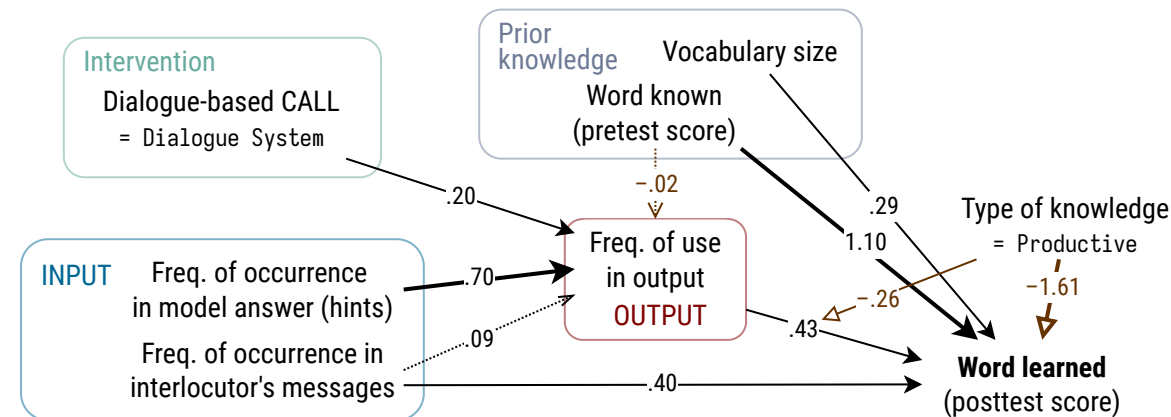 Intervention
Dialogue-based CALL
= Dialogue System
Prior
knowledge
Vocabulary size
Word known
(pretest score)
−.02
.20
.29
1.10
Type of knowledge
= Productive
−1.61
−.26
INPUT
Freq. of occurrence
in model answer (hints)
.70
Freq. of use
in output
OUTPUT
.43
.09
Freq. of occurrence in
interlocutor's messages
.40
Word learned
(posttest score)